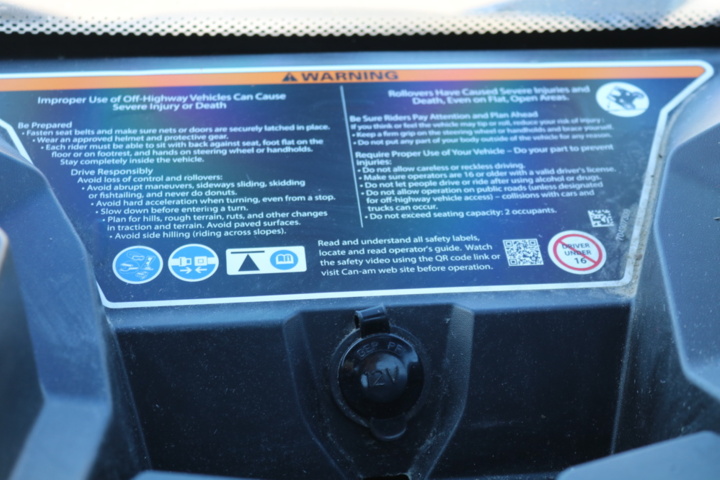 WARNING
Improper Use of Off-Highway Vehicles Can Cause
Severe Injury or Death
Be Prepared
• Fasten seat belts and make sure nets or doors are securely latched in place.
• Wear an approved helmet and protective gear.
• Each rider must be able to sit with back against seat, foot flat on the
floor or on footrest, and hands on steering wheel or handholds.
Stay completely inside the vehicle.
Drive Responsibly
Avoid loss of control and rollovers:
• Avoid abrupt maneuvers, sideways sliding, skidding
or fishtailing, and never do donuts.
• Avoid hard acceleration when turning, even from a stop.
• Slow down before entering a turn.
• Plan for hills, rough terrain, ruts, and other changes
in traction and terrain. Avoid paved surfaces.
• Avoid side hilling (riding across slopes).
Rollovers Have Caused Severe Injuries and
Death, Even on Flat, Open Areas.
Be Sure Riders Pay Attention and Plan Ahead
If you think or feel the vehicle may tip or roll, reduce your risk of injury:
• Keep a firm grip on the steering wheel or handholds and brace yourself.
• Do not put any part of your body outside of the vehicle for any reason.
Require Proper Use of Your Vehicle - Do your part to prevent
injuries:
• Do not allow careless or reckless driving.
• Make sure operators are 16 or older with a valid driver's license.
• Do not let people drive or ride after using alcohol or drugs.
• Do not allow operation on public roads (unless designated
for off-highway vehicle access) - collisions with cars and
trucks can occur.
• Do not exceed seating capacity: 2 occupants.
Read and understand all safety labels,
locate and read operator's guide. Watch
the safety video using the QR code link or
visit Can-am web site before operation.
DRIVER
UNDER
16
12V